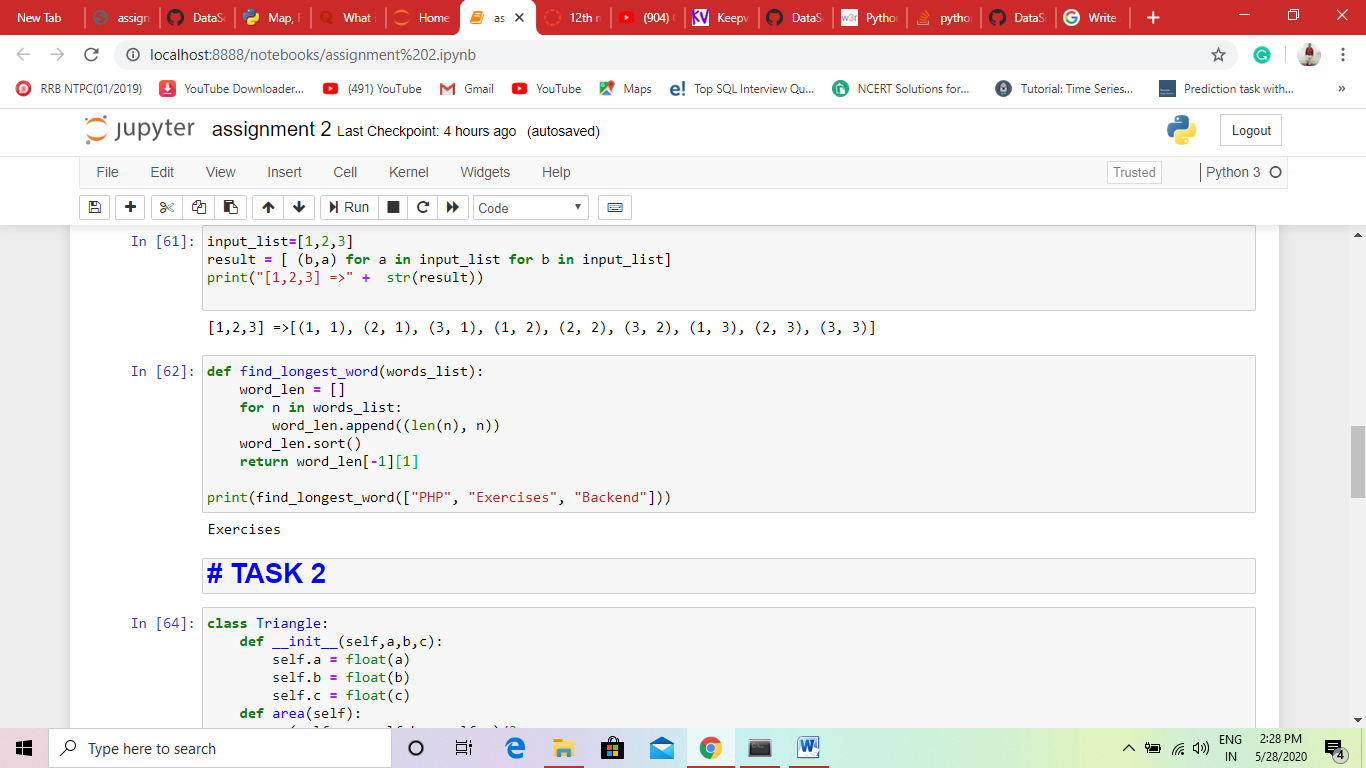 New Tab assign DataS Map, F What i Home as 12th n (904) Keepv DataS Pytho pytho DataS Write
localhost:8888/notebooks/assignment%202.ipynb
RRB NTPC(01/2019) YouTube Downloader... (491) YouTube Gmail YouTube Maps Top SQL Interview Qu... NCERT Solutions for... Tutorial: Time Series... Prediction task with... »
jupyter assignment 2 Last Checkpoint: 4 hours ago (autosaved) Logout
File Edit View Insert Cell Kernel Widgets Help Trusted Python 3
Run Code
In [61]: input_list=[1,2,3]
result = [ (b,a) for a in input_list for b in input_list]
print("[1,2,3] =>" +  str(result))
[1,2,3] =>[(1, 1), (2, 1), (3, 1), (1, 2), (2, 2), (3, 2), (1, 3), (2, 3), (3, 3)]
In [62]: def find_longest_word(words_list):
    word_len = []
    for n in words_list:
        word_len.append((len(n), n))
    word_len.sort()
    return word_len[-1][1]
print(find_longest_word(["PHP", "Exercises", "Backend"]))
Exercises
# TASK 2
In [64]: class Triangle:
    def __init__(self,a,b,c):
        self.a = float(a)
        self.b = float(b)
        self.c = float(c)
    def area(self):
Type here to search
ENG 2:28 PM
IN 5/28/2020 4